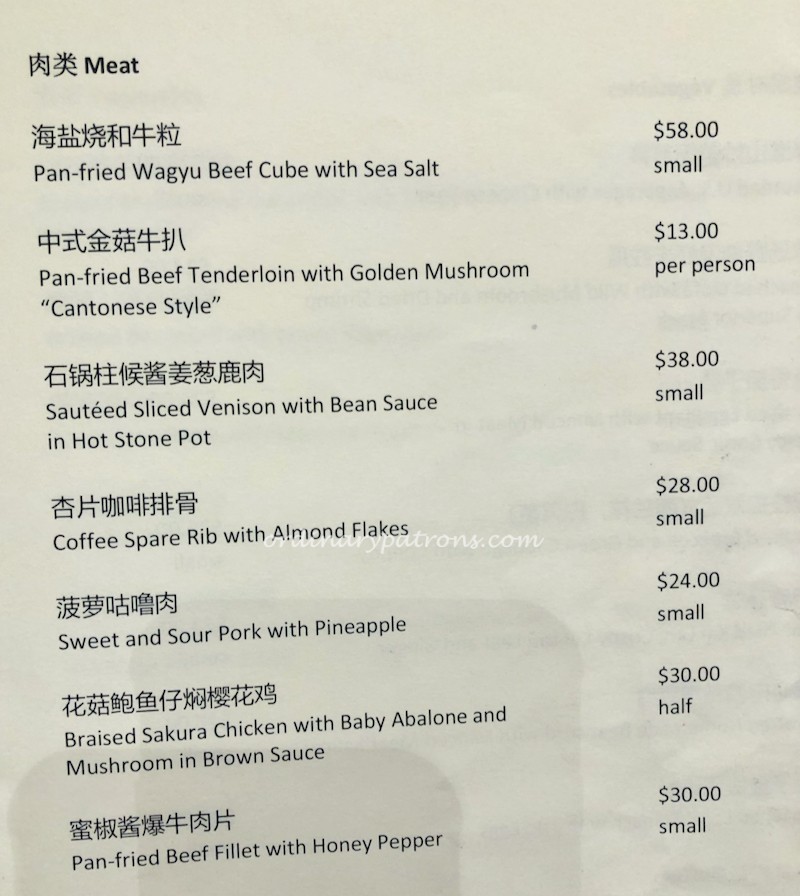 肉类 Meat
海盐烧和牛粒
$58.00
Pan-fried Wagyu Beef Cube with Sea Salt
small
中式金菇牛扒
$13.00
Pan-fried Beef Tenderloin with Golden Mushroom
per person
“Cantonese Style”
石锅柱候酱姜葱鹿肉
$38.00
Sautéed Sliced Venison with Bean Sauce
small
in Hot Stone Pot
杏片咖啡排骨
$28.00
Coffee Spare Rib with Almond Flakes
small
ordinarypatrons.com
菠萝咕噜肉
$24.00
Sweet and Sour Pork with Pineapple
small
花菇鲍鱼仔焖樱花鸡
$30.00
Braised Sakura Chicken with Baby Abalone and
half
Mushroom in Brown Sauce
蜜椒酱爆牛肉片
$30.00
Pan-fried Beef Fillet with Honey Pepper
small